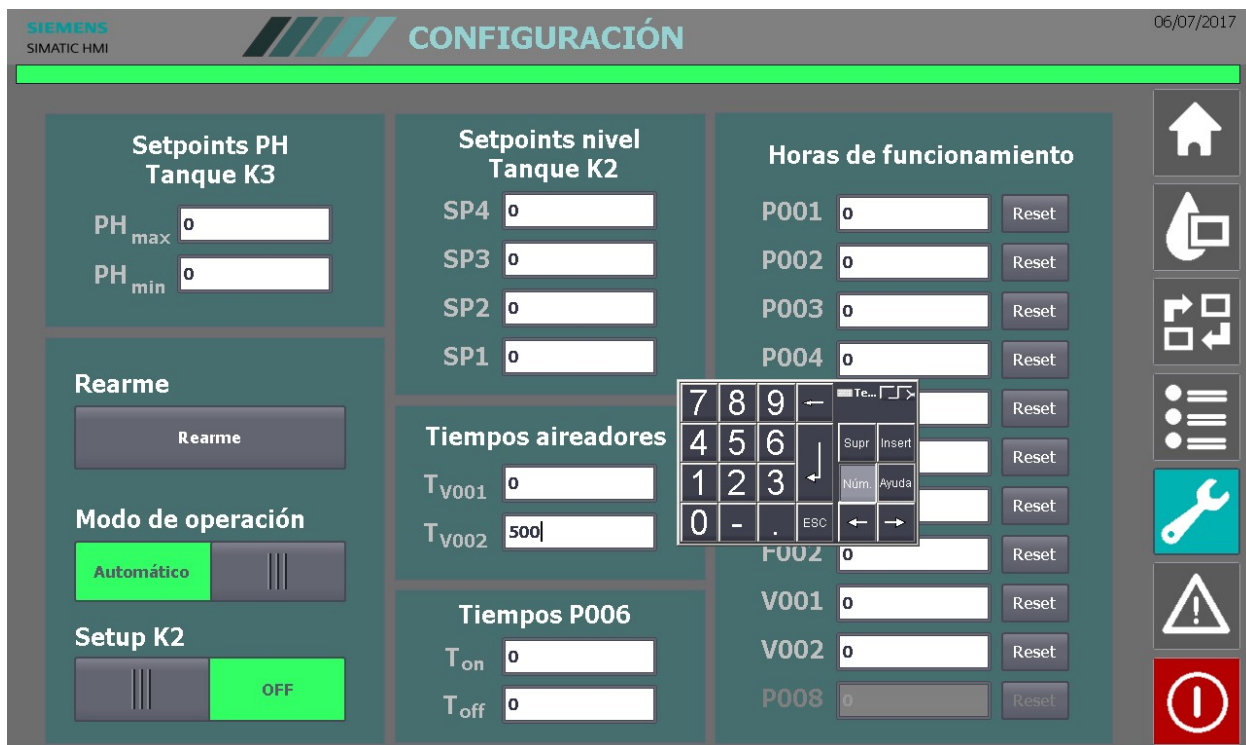 SIEMENS
SIMATIC HMI
CONFIGURACIÓN
06/07/2017
Setpoints PH
Tanque K3
PH max 0
PH min 0
Rearme
Rearme
Modo de operación
Automático
Setup K2
OFF
Setpoints nivel
Tanque K2
SP4 0
SP3 0
SP2 0
SP1 0
Tiempos aireadores
TV001 0
TV002 500
Tiempos P006
Ton 0
Toff 0
Horas de funcionamiento
P001 0 Reset
P002 0 Reset
P003 0 Reset
P004 0 Reset
Reset
Reset
Reset
F002 0 Reset
V001 0 Reset
V002 0 Reset
P008 0 Reset
7 8 9 ← Te...
4 5 6 Supr Insert
1 2 3 Núm. Ayuda
0 - . ESC ← →